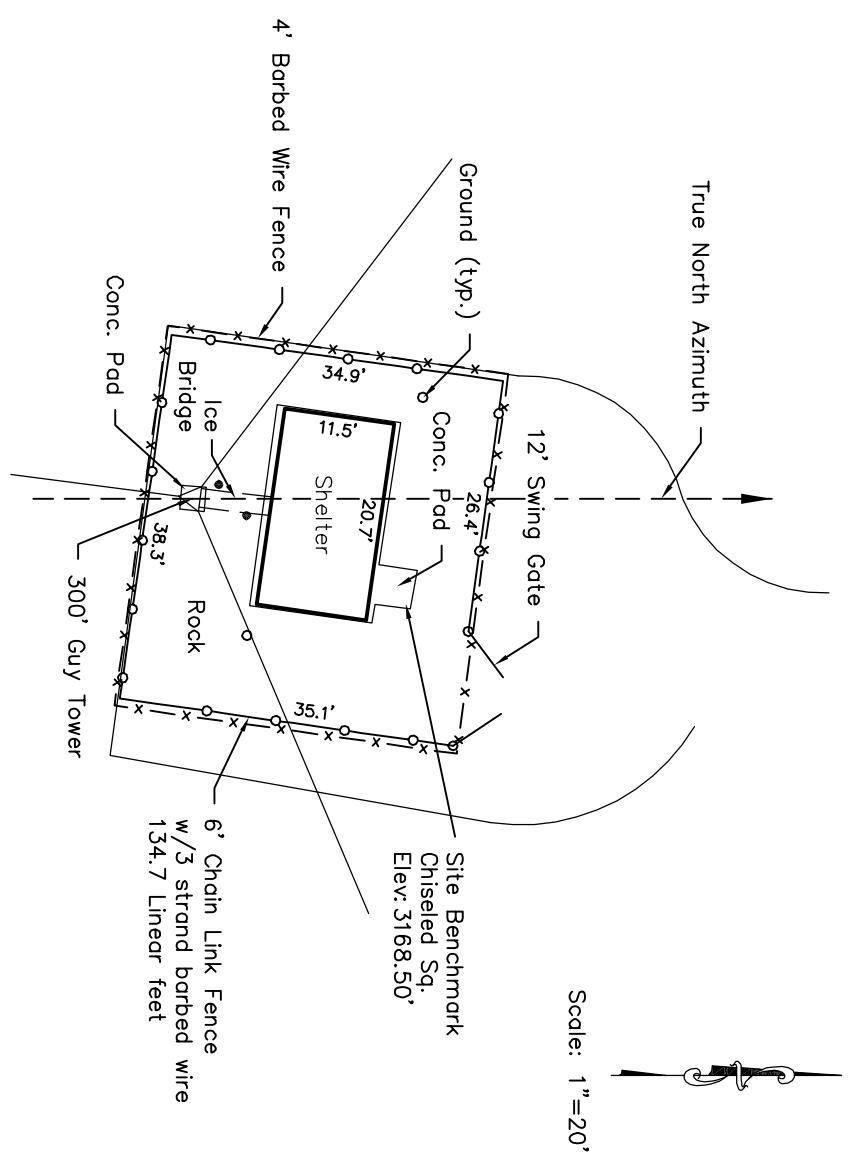 True North Azimuth
Ground (typ.)
4' Barbed Wire Fence
12' Swing Gate
Conc. Pad
34.9'
26.4'
11.5'
20.7'
Shelter
Ice
Bridge
Conc. Pad
38.3'
Rock
300' Guy Tower
35.1'
Site Benchmark
Chiseled Sq.
Elev: 3168.50'
6' Chain Link Fence
w/3 strand barbed wire
134.7 Linear feet
Scale: 1"=20'